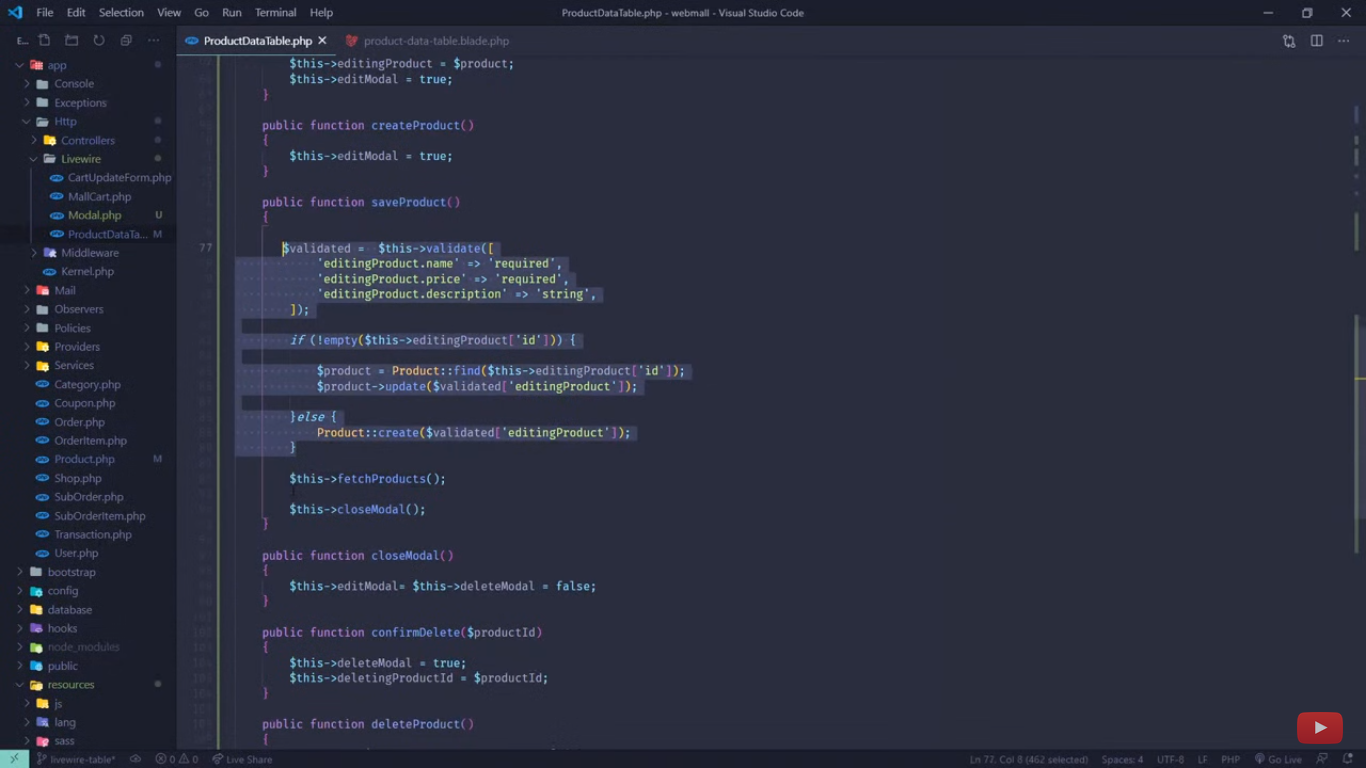 File Edit Selection View Go Run Terminal Help
ProductDataTable.php - webmall - Visual Studio Code
E...
ProductDataTable.php
product-data-table.blade.php
app
Console
Exceptions
Http
Controllers
Livewire
CartUpdateForm.php
MallCart.php
Modal.php U
ProductDataTa... M
Middleware
Kernel.php
Mail
Observers
Policies
Providers
Services
Category.php
Coupon.php
Order.php
OrderItem.php
Product.php M
Shop.php
SubOrder.php
SubOrderItem.php
Transaction.php
User.php
bootstrap
config
database
hooks
node_modules
public
resources
js
lang
sass
$this->editingProduct = $product;
$this->editModal = true;
}
public function createProduct()
{
$this->editModal = true;
}
public function saveProduct()
{
77 $validated = $this->validate([
'editingProduct.name' => 'required',
'editingProduct.price' => 'required',
'editingProduct.description' => 'string',
]);
if (!empty($this->editingProduct['id'])) {
$product = Product::find($this->editingProduct['id']);
$product->update($validated['editingProduct']);
}else {
Product::create($validated['editingProduct']);
}
$this->fetchProducts();
$this->closeModal();
}
public function closeModal()
{
$this->editModal= $this->deleteModal = false;
}
public function confirmDelete($productId)
{
$this->deleteModal = true;
$this->deletingProductId = $productId;
}
public function deleteProduct()
{
livewire-table* 0 0 Live Share
Ln 77, Col 8 (462 selected) Spaces: 4 UTF-8 LF PHP Go Live